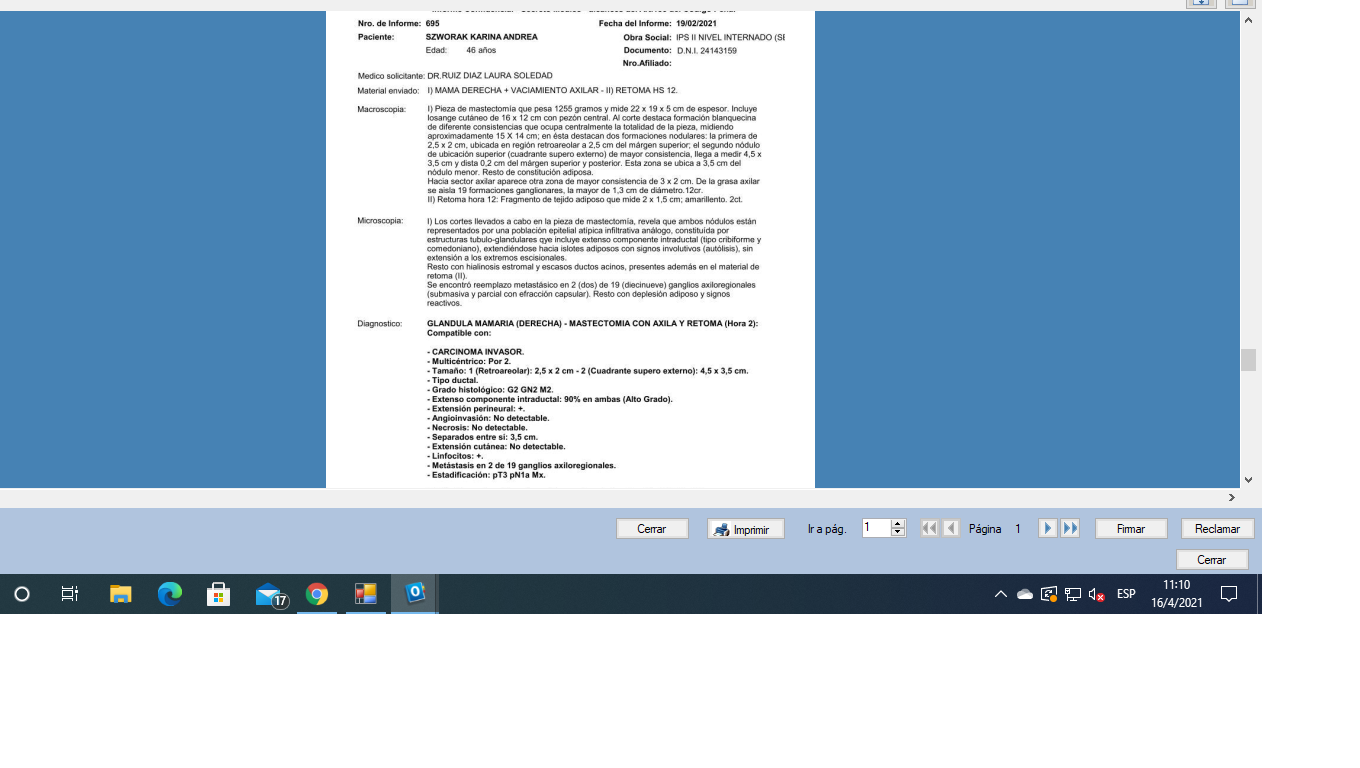 Nro. de Informe: 695 Fecha del Informe: 19/02/2021
Paciente: SZWORAK KARINA ANDREA Obra Social: IPS II NIVEL INTERNADO (SE
Edad: 46 años Documento: D.N.I. 24143159
Nro.Afiliado:
Medico solicitante: DR.RUIZ DIAZ LAURA SOLEDAD
Material enviado: I) MAMA DERECHA + VACIAMIENTO AXILAR - II) RETOMA HS 12.
Macroscopia: I) Pieza de mastectomía que pesa 1255 gramos y mide 22 x 19 x 5 cm de espesor. Incluye
losange cutáneo de 16 x 12 cm con pezón central. Al corte destaca formación blanquecina
de diferente consistencias que ocupa centralmente la totalidad de la pieza, midiendo
aproximadamente 15 X 14 cm; en ésta destacan dos formaciones nodulares: la primera de
2,5 x 2 cm, ubicada en región retroareolar a 2,5 cm del márgen superior; el segundo nódulo
de ubicación superior (cuadrante supero externo) de mayor consistencia, llega a medir 4,5 x
3,5 cm y dista 0,2 cm del márgen superior y posterior. Esta zona se ubica a 3,5 cm del
nódulo menor. Resto de constitución adiposa.
Hacia sector axilar aparece otra zona de mayor consistencia de 3 x 2 cm. De la grasa axilar
se aisla 19 formaciones ganglionares, la mayor de 1,3 cm de diámetro.12cr.
II) Retoma hora 12: Fragmento de tejido adiposo que mide 2 x 1,5 cm; amarillento. 2ct.
Microscopia: I) Los cortes llevados a cabo en la pieza de mastectomía, revela que ambos nódulos están
representados por una población epitelial atípica infiltrativa análogo, constituída por
estructuras tubulo-glandulares qye incluye extenso componente intraductal (tipo cribiforme y
comedoniano), extendiéndose hacia islotes adiposos con signos involutivos (autólisis), sin
extensión a los extremos escisionales.
Resto con hialinosis estromal y escasos ductos acinos, presentes además en el material de
retoma (II).
Se encontró reemplazo metastásico en 2 (dos) de 19 (diecinueve) ganglios axiloregionales
(submasiva y parcial con efracción capsular). Resto con deplesión adiposo y signos
reactivos.
Diagnostico: GLANDULA MAMARIA (DERECHA) - MASTECTOMIA CON AXILA Y RETOMA (Hora 2):
Compatible con:
- CARCINOMA INVASOR.
- Multicéntrico: Por 2.
- Tamaño: 1 (Retroareolar): 2,5 x 2 cm - 2 (Cuadrante supero externo): 4,5 x 3,5 cm.
- Tipo ductal.
- Grado histológico: G2 GN2 M2.
- Extenso componente intraductal: 90% en ambas (Alto Grado).
- Extensión perineural: +.
- Angioinvasión: No detectable.
- Necrosis: No detectable.
- Separados entre sí: 3,5 cm.
- Extensión cutánea: No detectable.
- Linfocitos: +.
- Metástasis en 2 de 19 ganglios axiloregionales.
- Estadificación: pT3 pN1a Mx.
Cerrar Imprimir Ir a pág. 1 Página 1 Firmar Reclamar
Cerrar
17 ESP 11:10
16/4/2021